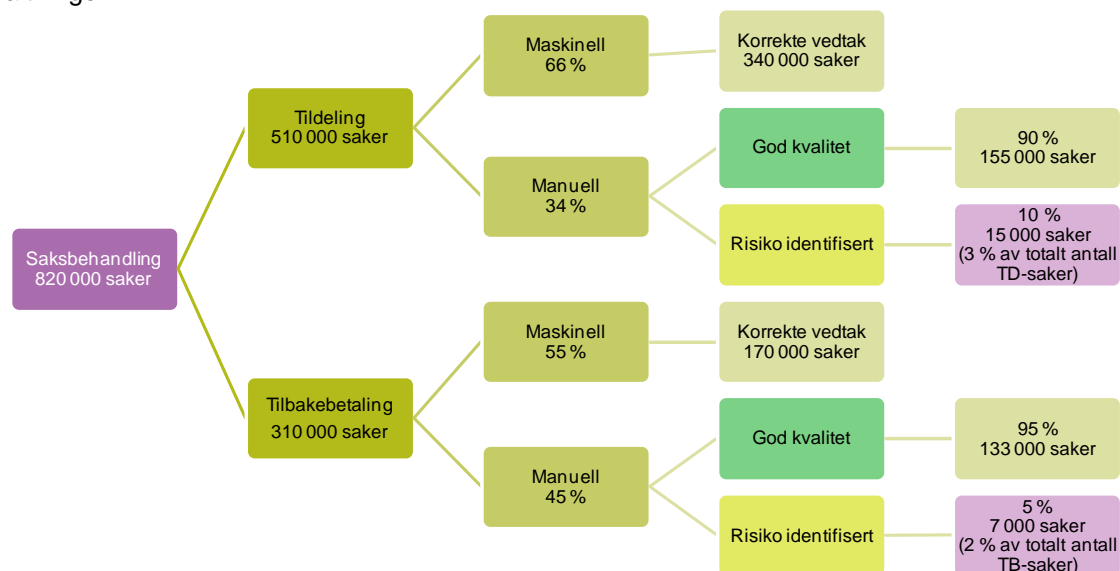 Saksbehandling
820 000 saker
Tildeling
510 000 saker
Maskinell
66 %
Korrekte vedtak
340 000 saker
Manuell
34 %
God kvalitet
90 %
155 000 saker
Risiko identifisert
10 %
15 000 saker
(3 % av totalt antall
TD-saker)
Tilbakebetaling
310 000 saker
Maskinell
55 %
Korrekte vedtak
170 000 saker
Manuell
45 %
God kvalitet
95 %
133 000 saker
Risiko identifisert
5 %
7 000 saker
(2 % av totalt antall
TB-saker)